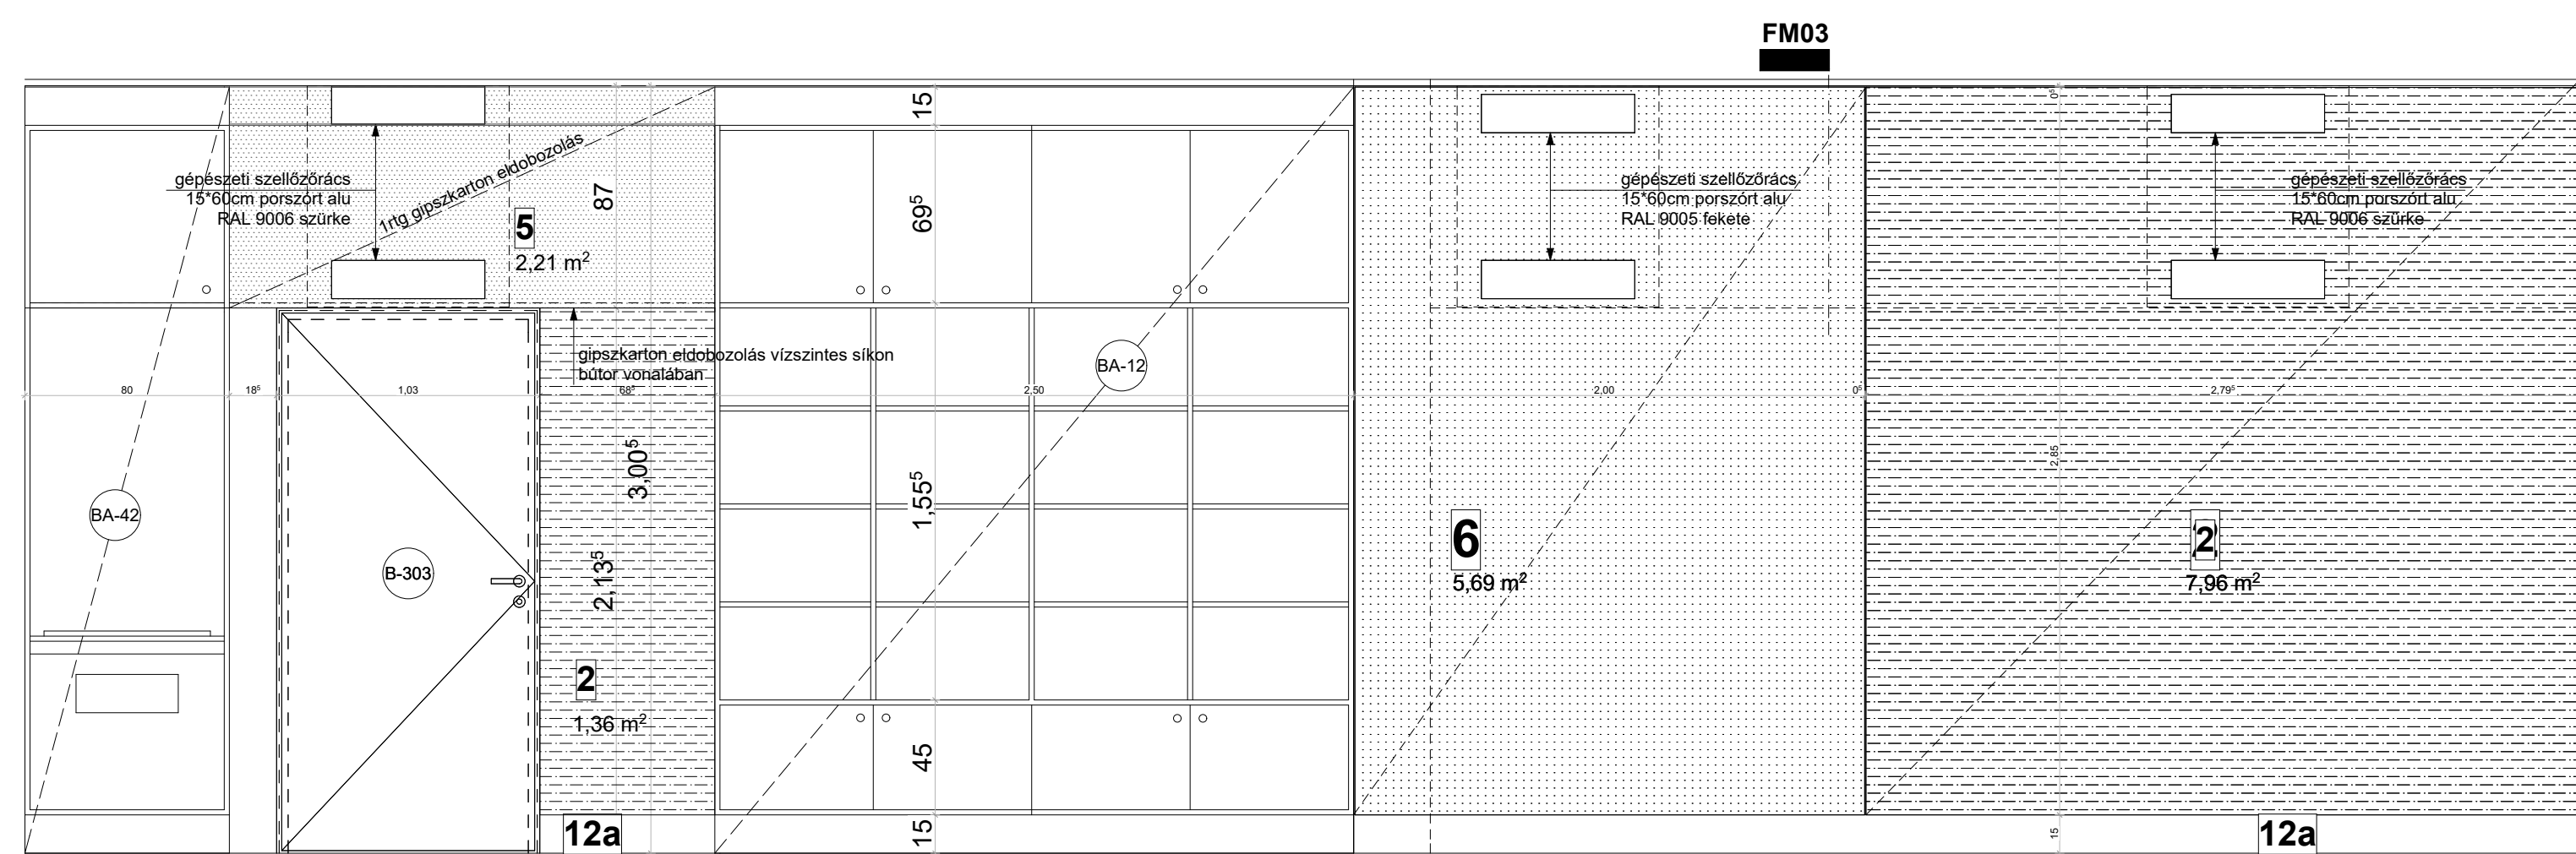 FM03
gépészeti szellőzőrács
15*60cm porszórt alu
RAL 9006 szürke
1rtg gipszkarton eldobozolás
5
2,21 m²
87
15
69⁵
gépészeti szellőzőrács
15*60cm porszórt alu
RAL 9005 fekete
0⁵
gépészeti szellőzőrács
15*60cm porszórt alu
RAL 9006 szürke
gipszkarton eldobozolás vízszintes síkon
bútor vonalában
BA-12
80
18⁵
1,03
68⁵
2,50
2,00
0⁵
2,79⁵
3,00⁵
1,55⁵
2,85
BA-42
B-303
2,13⁵
6
5,69 m²
2
7,96 m²
2
1,36 m²
45
12a
15
15
12a